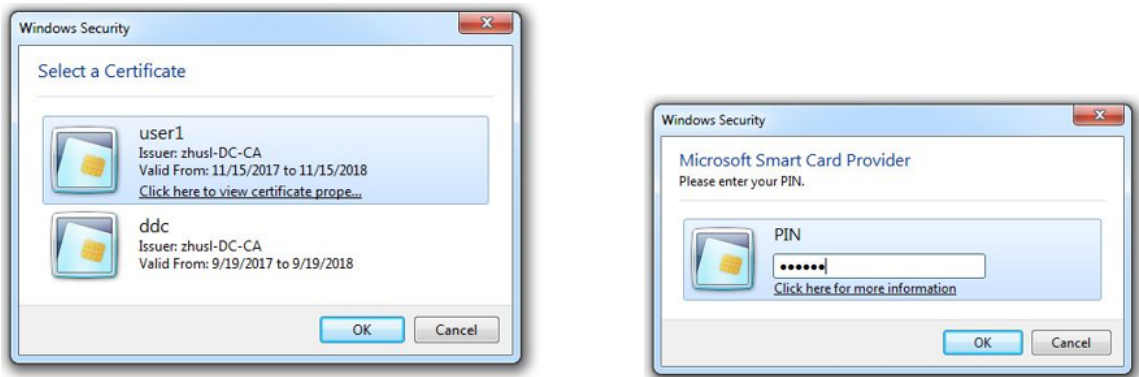 Windows Security
Select a Certificate
user1
Issuer: zhusl-DC-CA
Valid From: 11/15/2017 to 11/15/2018
Click here to view certificate prope...
ddc
Issuer: zhusl-DC-CA
Valid From: 9/19/2017 to 9/19/2018
OK
Cancel
Windows Security
Microsoft Smart Card Provider
Please enter your PIN.
PIN
••••••
Click here for more information
OK
Cancel